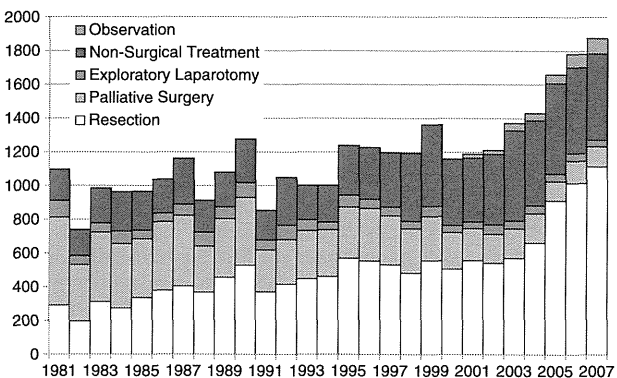 2000
1800
1600
1400
1200
1000
800
600
400
200
0
Observation
Non-Surgical Treatment
Exploratory Laparotomy
Palliative Surgery
Resection
1981 1983 1985 1987 1989 1991 1993 1995 1997 1999 2001 2003 2005 2007